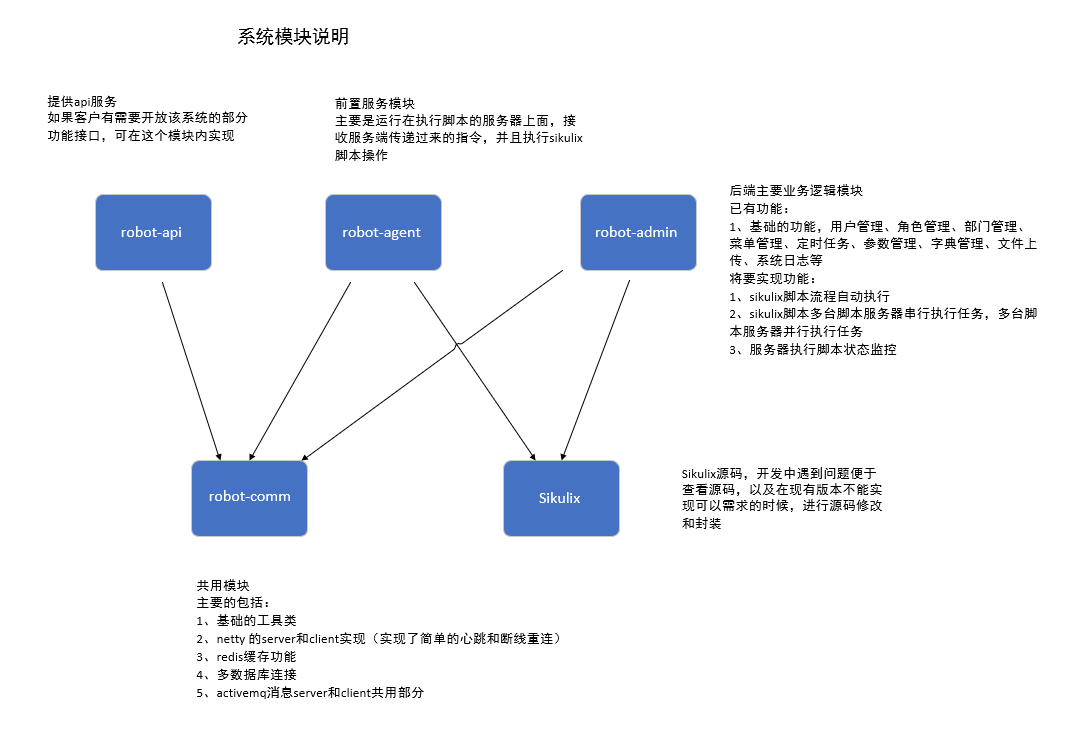 系统模块说明
提供api服务
如果客户有需要开放该系统的部分
功能接口，可在这个模块内实现
前置服务模块
主要是运行在执行脚本的服务器上面，接
收服务端传递过来的指令，并且执行sikulix
脚本操作
robot-api
robot-agent
robot-admin
后端主要业务逻辑模块
已有功能：
1、基础的功能，用户管理、角色管理、部门管理、
菜单管理、定时任务、参数管理、字典管理、文件上
传、系统日志等
将要实现功能：
1、sikulix脚本流程自动执行
2、sikulix脚本多台脚本服务器串行执行任务，多台脚
本服务器并行执行任务
3、服务器执行脚本状态监控
robot-comm
Sikulix
Sikulix源码，开发中遇到问题便于
查看源码，以及在现有版本不能实
现可以需求的时候，进行源码修改
和封装
共用模块
主要的包括：
1、基础的工具类
2、netty 的server和client实现（实现了简单的心跳和断线重连）
3、redis缓存功能
4、多数据库连接
5、activemq消息server和client共用部分